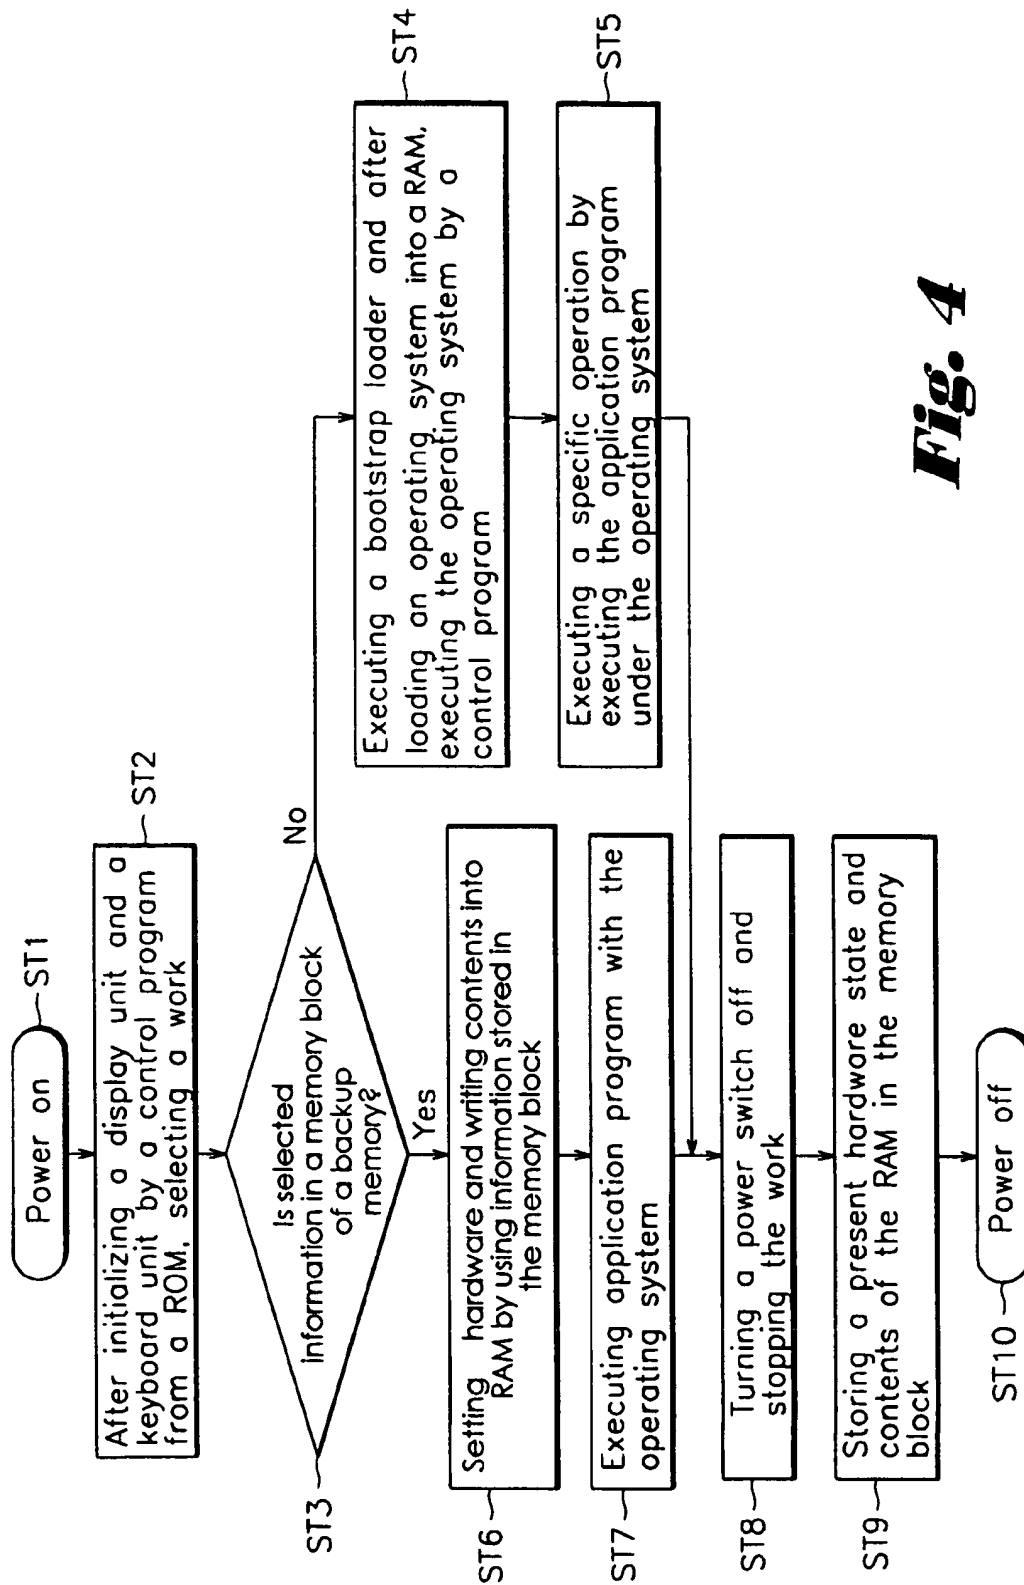 Power on
ST1
After initializing a display unit and a
keyboard unit by a control program
from a ROM, selecting a work
ST2
Is selected
information in a memory block
of a backup
memory?
ST3
No
Yes
Executing a bootstrap loader and after
loading an operating system into a RAM,
executing the operating system by a
control program
ST4
Executing a specific operation by
executing the application program
under the operating system
ST5
Setting hardware and writing contents into
RAM by using information stored in
the memory block
ST6
Executing application program with the
operating system
ST7
Turning a power switch off and
stopping the work
ST8
Storing a present hardware state and
contents of the RAM in the memory
block
ST9
Power off
ST10
Fig. 4